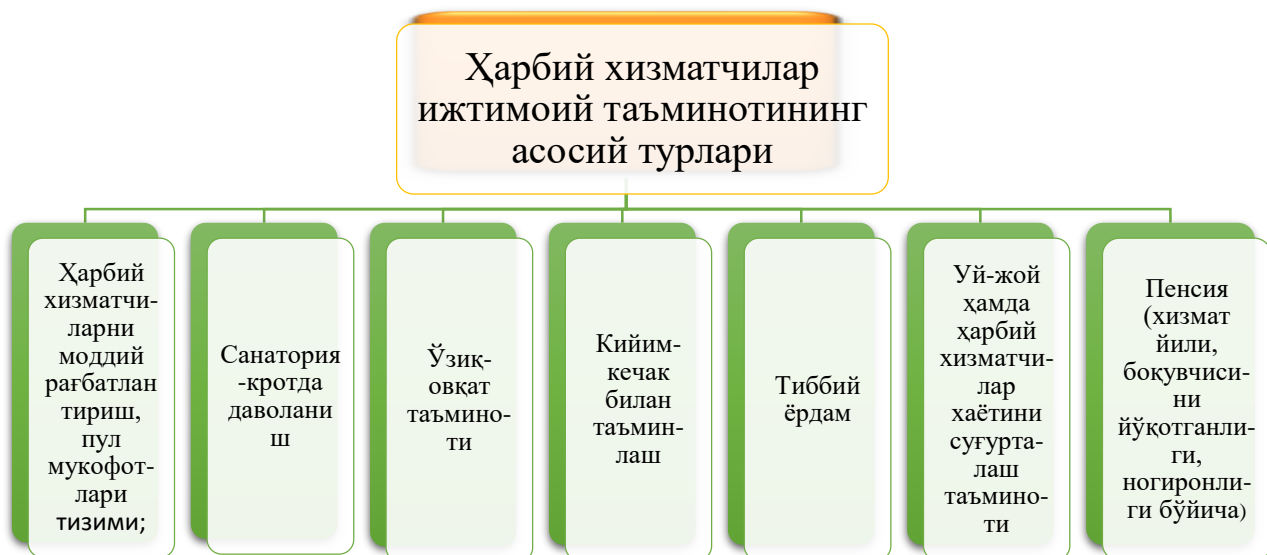 Ҳарбий хизматчилар
ижтимоий таъминотининг
асосий турлари
Ҳарбий
хизматчи-
ларни
моддий
рағбатлан
тириш,
пул
мукофот-
лари
тизими;
Санатория
-кротда
даволани
ш
Ўзиқ-
овқат
таъмино-
ти
Кийим-
кечак
билан
таъмин-
лаш
Тиббий
ёрдам
Уй-жой
ҳамда
ҳарбий
хизматчи-
лар
хаётини
суғурта-
лаш
таъмино-
ти
Пенсия
(хизмат
йили,
боқувчиси-
ни
йўқотганли-
ги,
ногиронли-
ги бўйича)